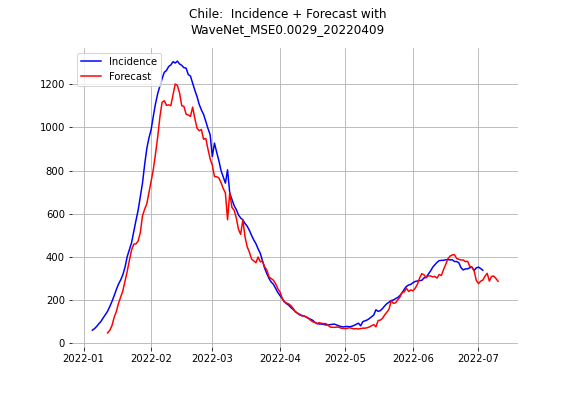 Chile:  Incidence + Forecast with
WaveNet_MSE0.0029_20220409
Incidence
Forecast
1200
1000
800
600
400
200
0
2022-01 2022-02 2022-03 2022-04 2022-05 2022-06 2022-07